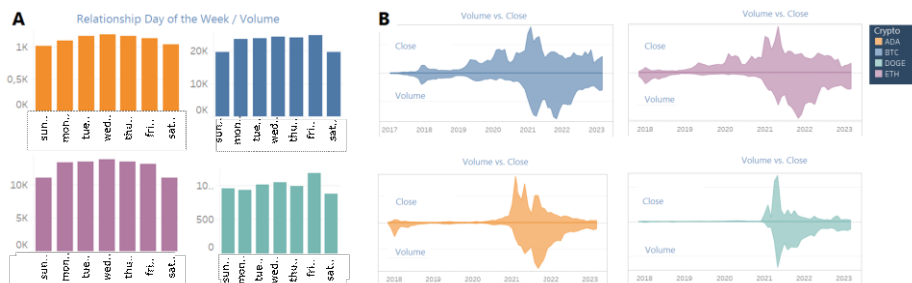 A
Relationship Day of the Week / Volume
1K
0,5K
0K
sun..
mon..
tue..
wed..
thu..
fri..
sat..
20K
10K
0K
sun..
mon..
tue..
wed..
thu..
fri..
sat..
10K
5K
0K
sun..
mon..
tue..
wed..
thu..
fri..
sat..
10...
500
0
sun..
mon..
tue..
wed..
thu..
fri..
sat..
B
Volume vs. Close
Close
Volume
2017 2018 2019 2020 2021 2022 2023
Volume vs. Close
Close
Volume
2018 2019 2020 2021 2022 2023
Crypto
ADA
BTC
DOGE
ETH
Volume vs. Close
Close
Volume
2018 2019 2020 2021 2022 2023
Volume vs. Close
Close
Volume
2018 2019 2020 2021 2022 2023